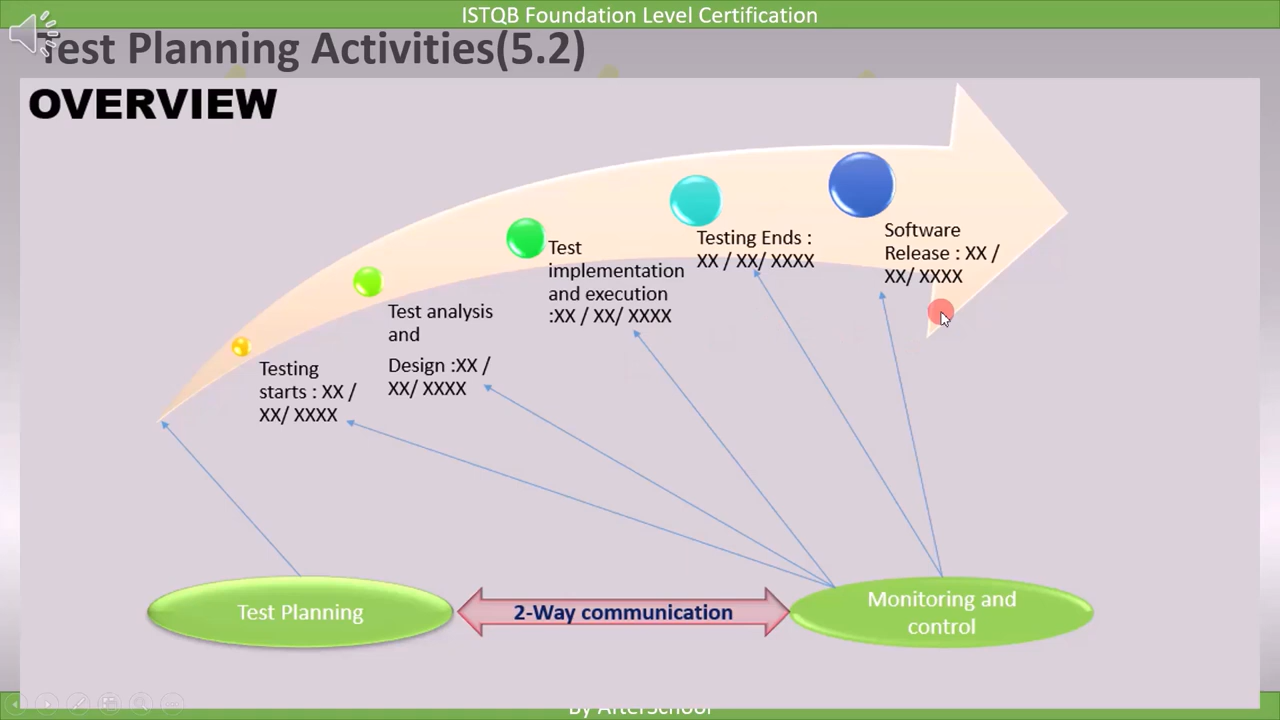 ISTQB Foundation Level Certification
Test Planning Activities(5.2)
OVERVIEW
Testing
starts : XX /
XX/ XXXX
Test analysis
and
Design :XX /
XX/ XXXX
Test
implementation
and execution
:XX / XX/ XXXX
Testing Ends :
XX / XX/ XXXX
Software
Release : XX /
XX/ XXXX
Test Planning
2-Way communication
Monitoring and
control
By AfterSchool